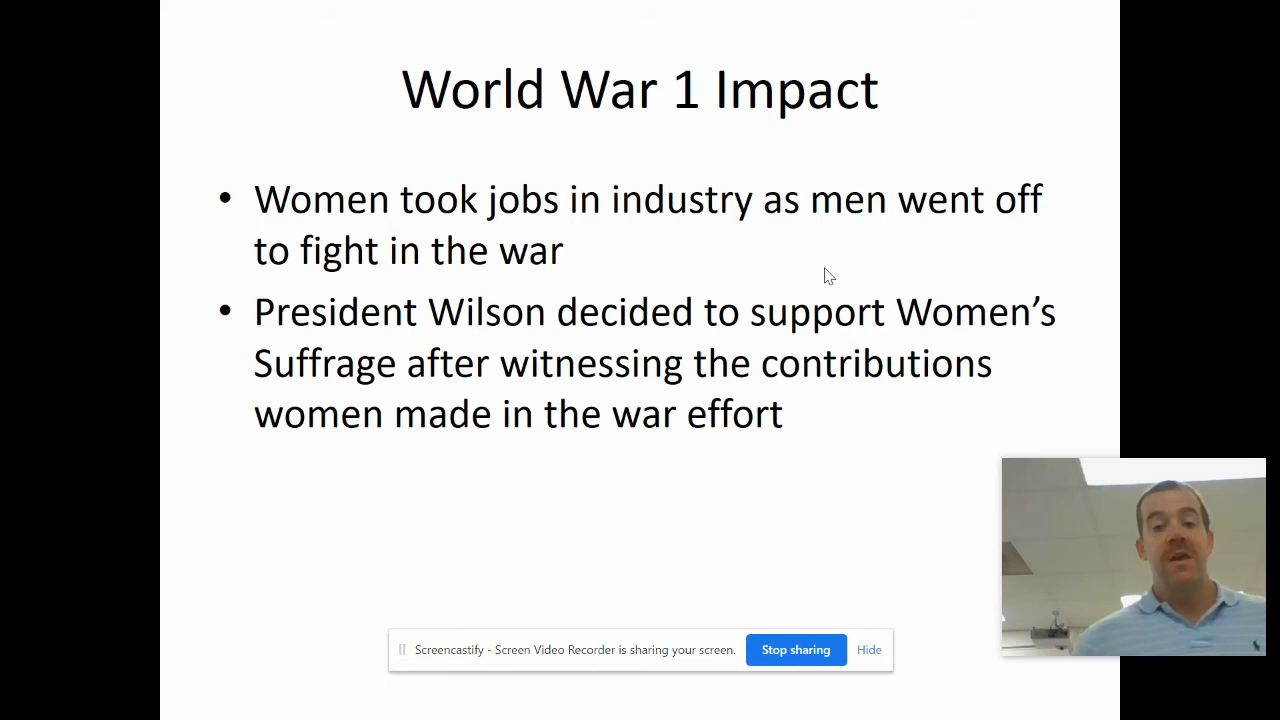 World War 1 Impact
• Women took jobs in industry as men went off
to fight in the war
• President Wilson decided to support Women’s
Suffrage after witnessing the contributions
women made in the war effort
Screencastify - Screen Video Recorder is sharing your screen. Stop sharing Hide